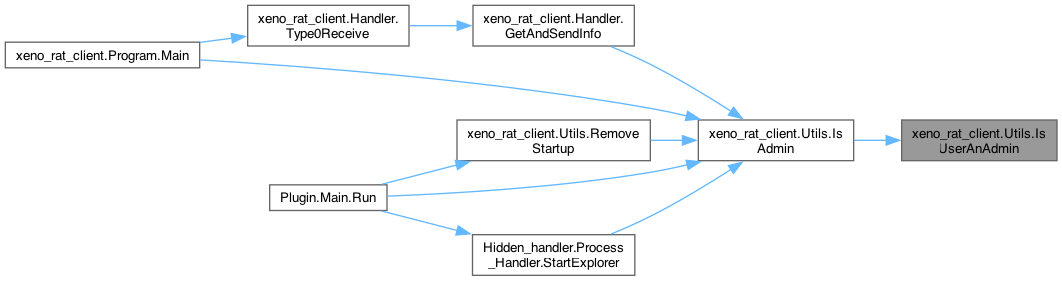 xeno_rat_client.Handler.
Type0Receive
xeno_rat_client.Handler.
GetAndSendInfo
xeno_rat_client.Program.Main
xeno_rat_client.Utils.Remove
Startup
xeno_rat_client.Utils.Is
Admin
xeno_rat_client.Utils.Is
UserAnAdmin
Plugin.Main.Run
Hidden_handler.Process
_Handler.StartExplorer